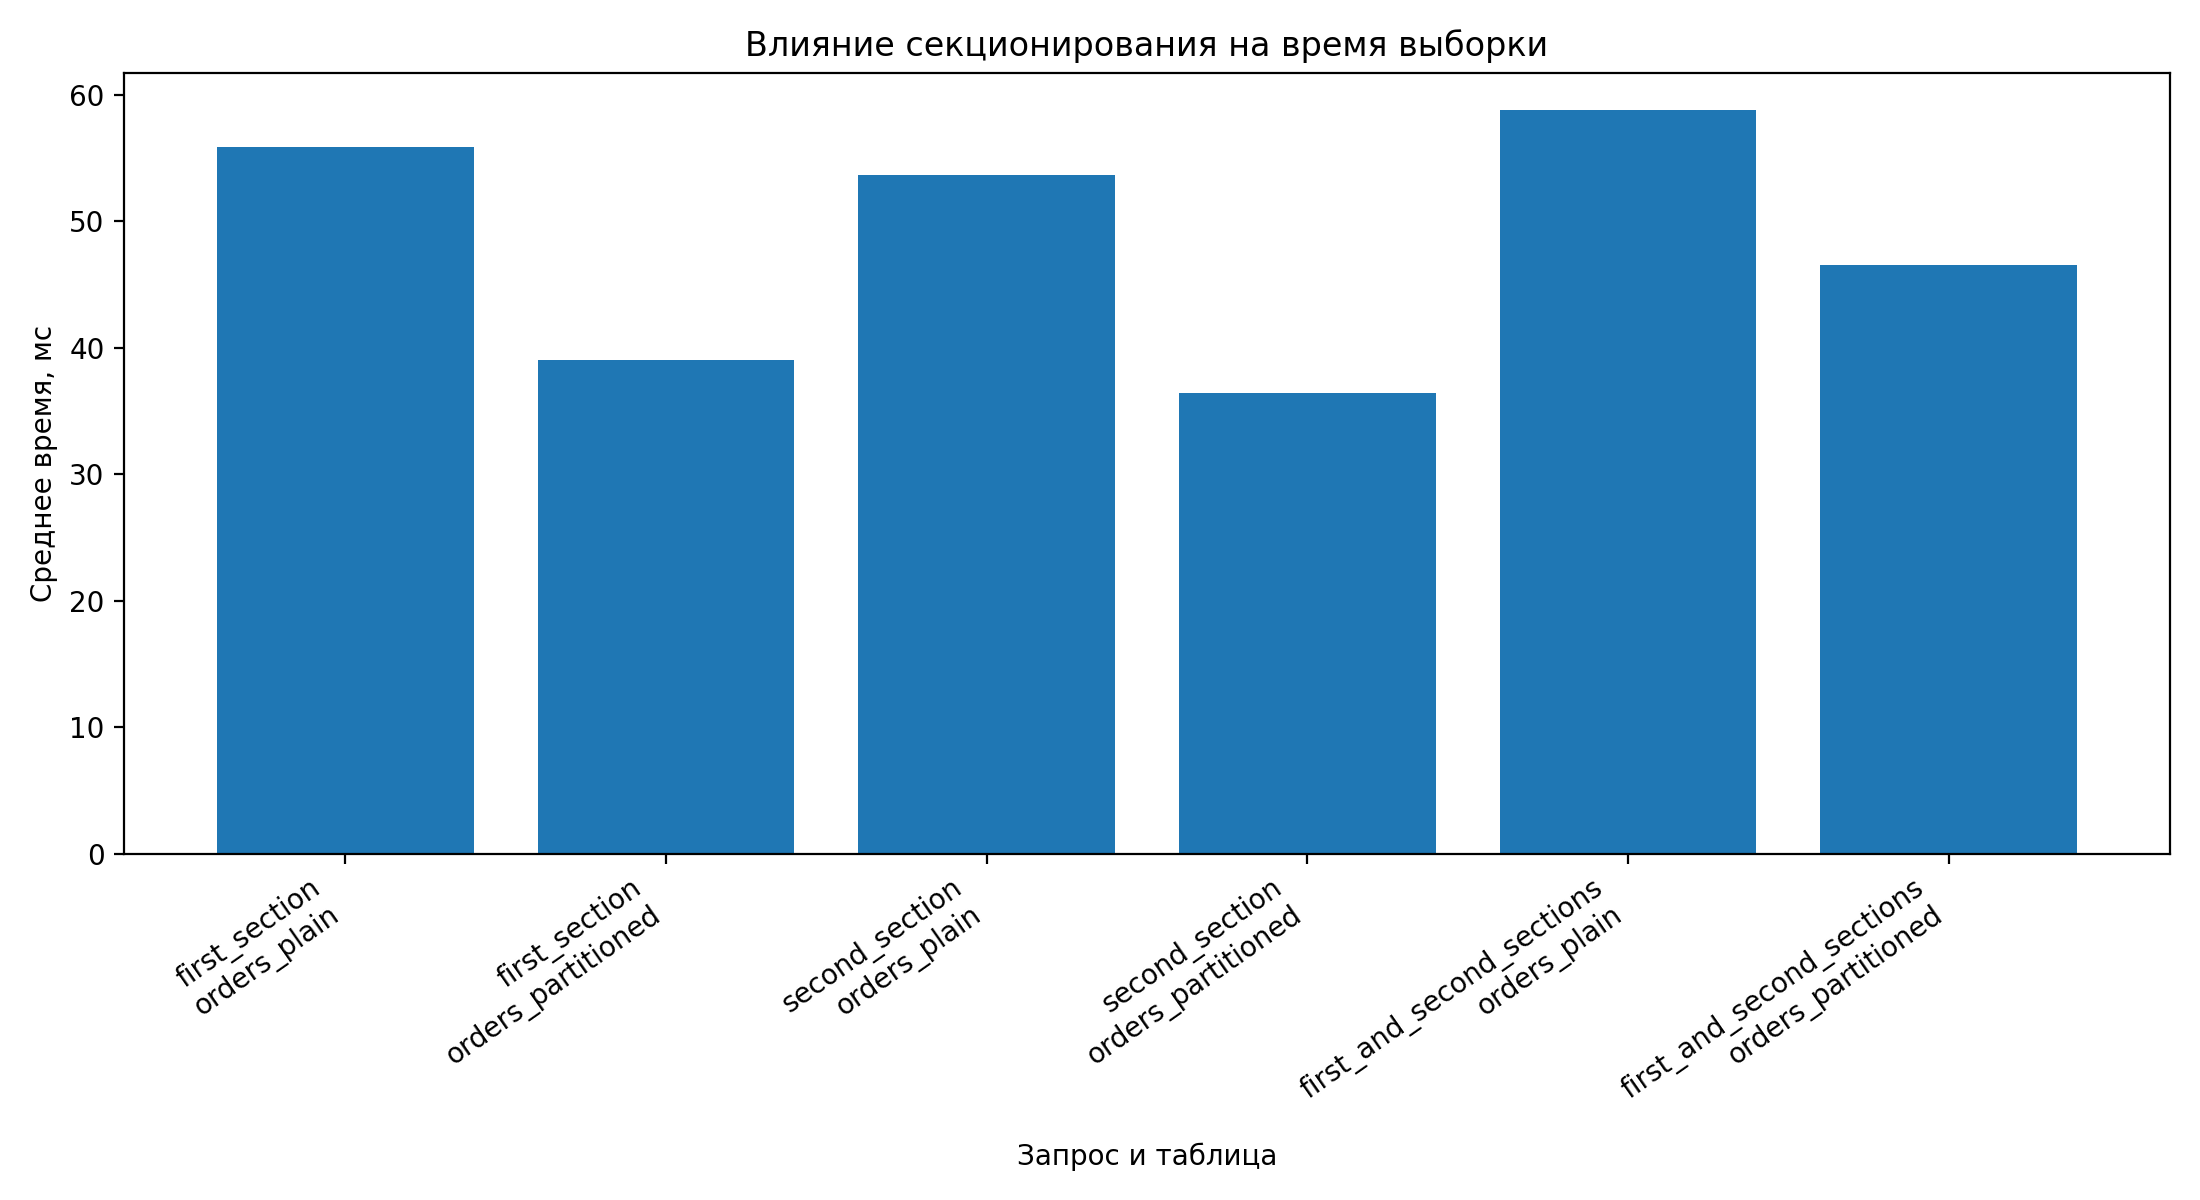 Влияние секционирования на время выборки
Среднее время, мс
60
50
40
30
20
10
0
first_section
orders_plain
first_section
orders_partitioned
second_section
orders_plain
second_section
orders_partitioned
first_and_second_sections
orders_plain
first_and_second_sections
orders_partitioned
Запрос и таблица